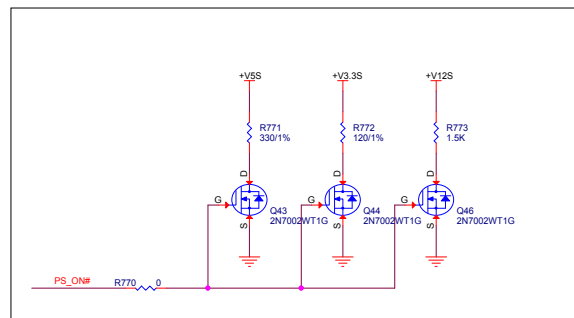 +V5S +V3.3S +V12S
R771 R772 R773
330/1% 120/1% 1.5K
D D D
G G G
Q43 Q44 Q46
2N7002WT1G 2N7002WT1G 2N7002WT1G
S S S
PS_ON# R770 0